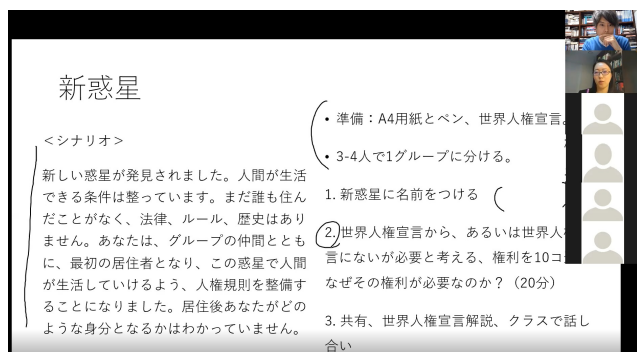 新惑星
<シナリオ>
新しい惑星が発見されました。人間が生活
できる条件は整っています。まだ誰も住ん
だことがなく、法律、ルール、歴史はあり
ません。あなたは、グループの仲間ととも
に、最初の居住者となり、この惑星で人間
が生活していけるよう、人権規則を整備す
ることになりました。居住後あなたがどの
ような身分となるかはわかっていません。
• 準備：A4用紙とペン、世界人権宣言
• 3-4人で1グループに分ける。
1. 新惑星に名前をつける
2. 世界人権宣言から、あるいは世界人
言にないが必要と考える、権利を10コ
なぜその権利が必要なのか？（20分）
3. 共有、世界人権宣言解説、クラスで話し
合い